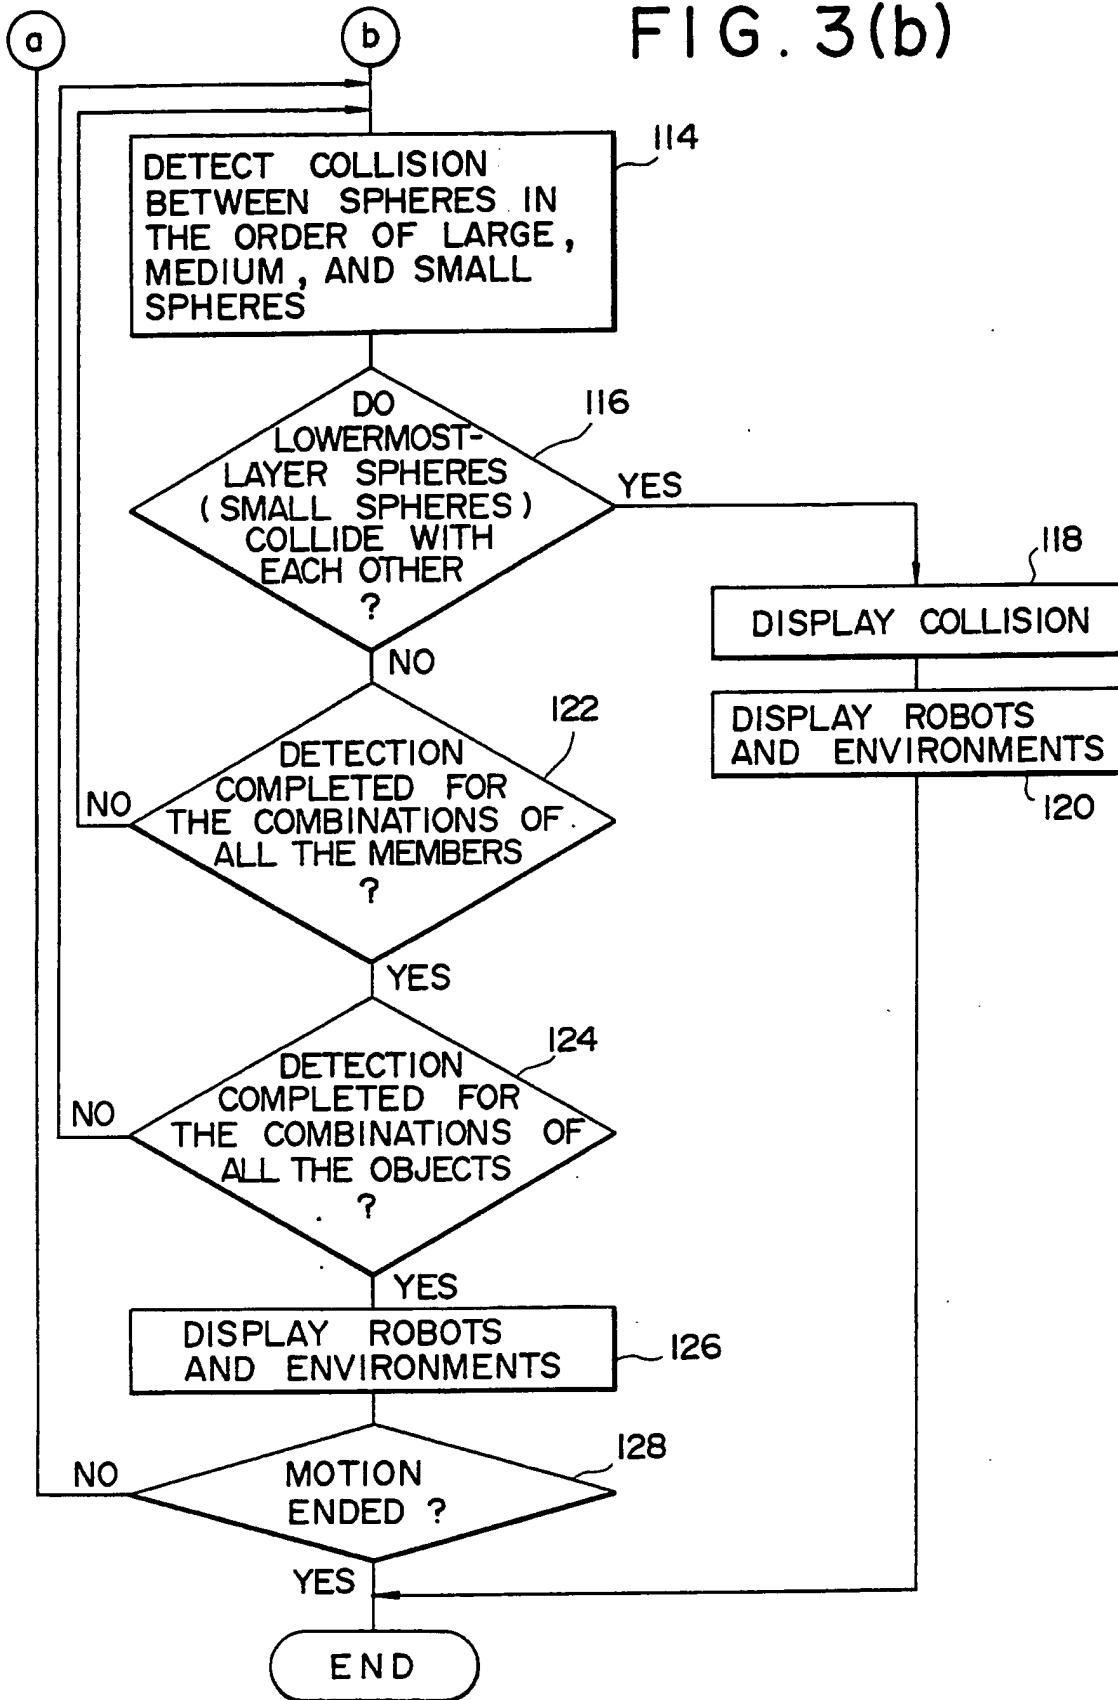 a
b
FIG. 3(b)
114
DETECT COLLISION
BETWEEN SPHERES IN
THE ORDER OF LARGE,
MEDIUM, AND SMALL
SPHERES
116
DO
LOWERMOST-
LAYER SPHERES
(SMALL SPHERES)
COLLIDE WITH
EACH OTHER
?
YES
118
DISPLAY COLLISION
NO
DISPLAY ROBOTS
AND ENVIRONMENTS
120
122
DETECTION
COMPLETED FOR
THE COMBINATIONS OF
ALL THE MEMBERS
?
NO
YES
124
DETECTION
COMPLETED FOR
THE COMBINATIONS OF
ALL THE OBJECTS
?
NO
YES
DISPLAY ROBOTS
AND ENVIRONMENTS
126
128
MOTION
ENDED ?
NO
YES
END